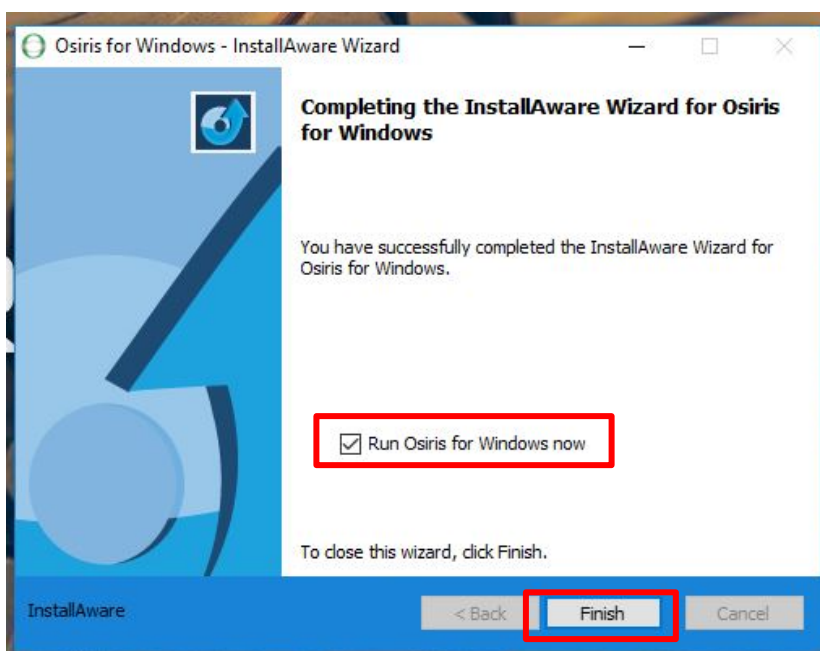 Osiris for Windows - InstallAware Wizard
Completing the InstallAware Wizard for Osiris
for Windows
You have successfully completed the InstallAware Wizard for
Osiris for Windows.
Run Osiris for Windows now
To close this wizard, click Finish.
InstallAware
< Back Finish Cancel